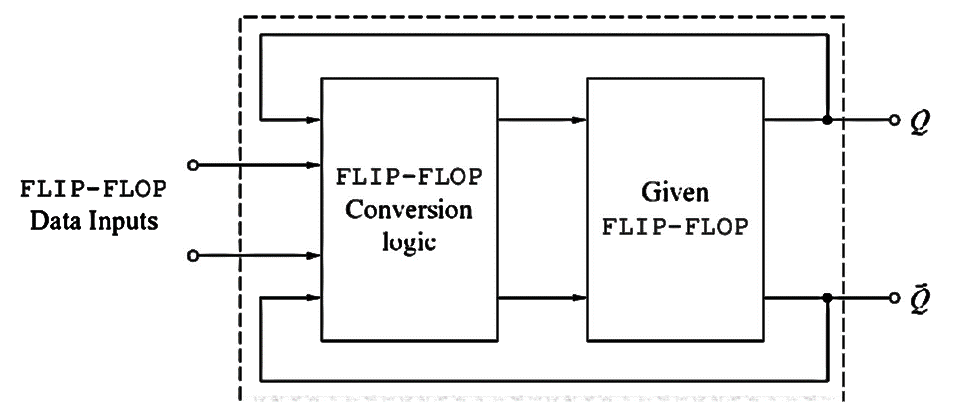 FLIP-FLOP
Data Inputs
FLIP-FLOP
Conversion
logic
Given
FLIP-FLOP
Q
Q̄